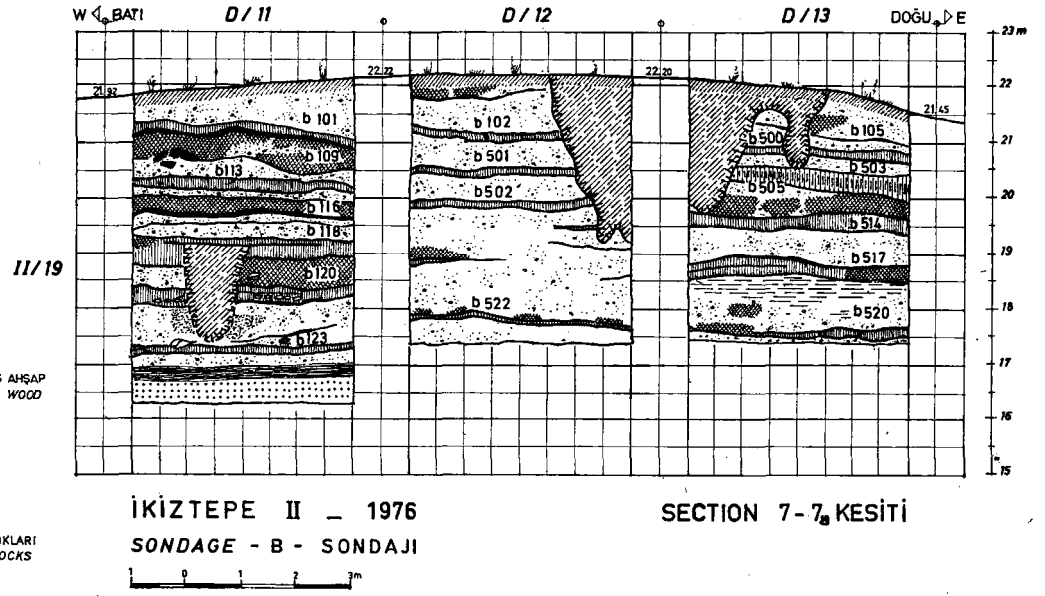 W BATI D/11 D/12 D/13 DOĞU E
23 m
22.22 22.20
22
21.92 21.45
b 101 b 102 b 105
b 500 21
b 109 b 501
b 113 b 503
b 502 b 505
b 116 20
b 118 b 514
19
II/19 b 517
b 120
b 522 b 520 18
b 123
17
AHŞAP
WOOD
16
15
İKİZTEPE II _ 1976 SECTION 7-7a KESİTİ
SONDAGE - B - SONDAJI
1 0 1 2 3m